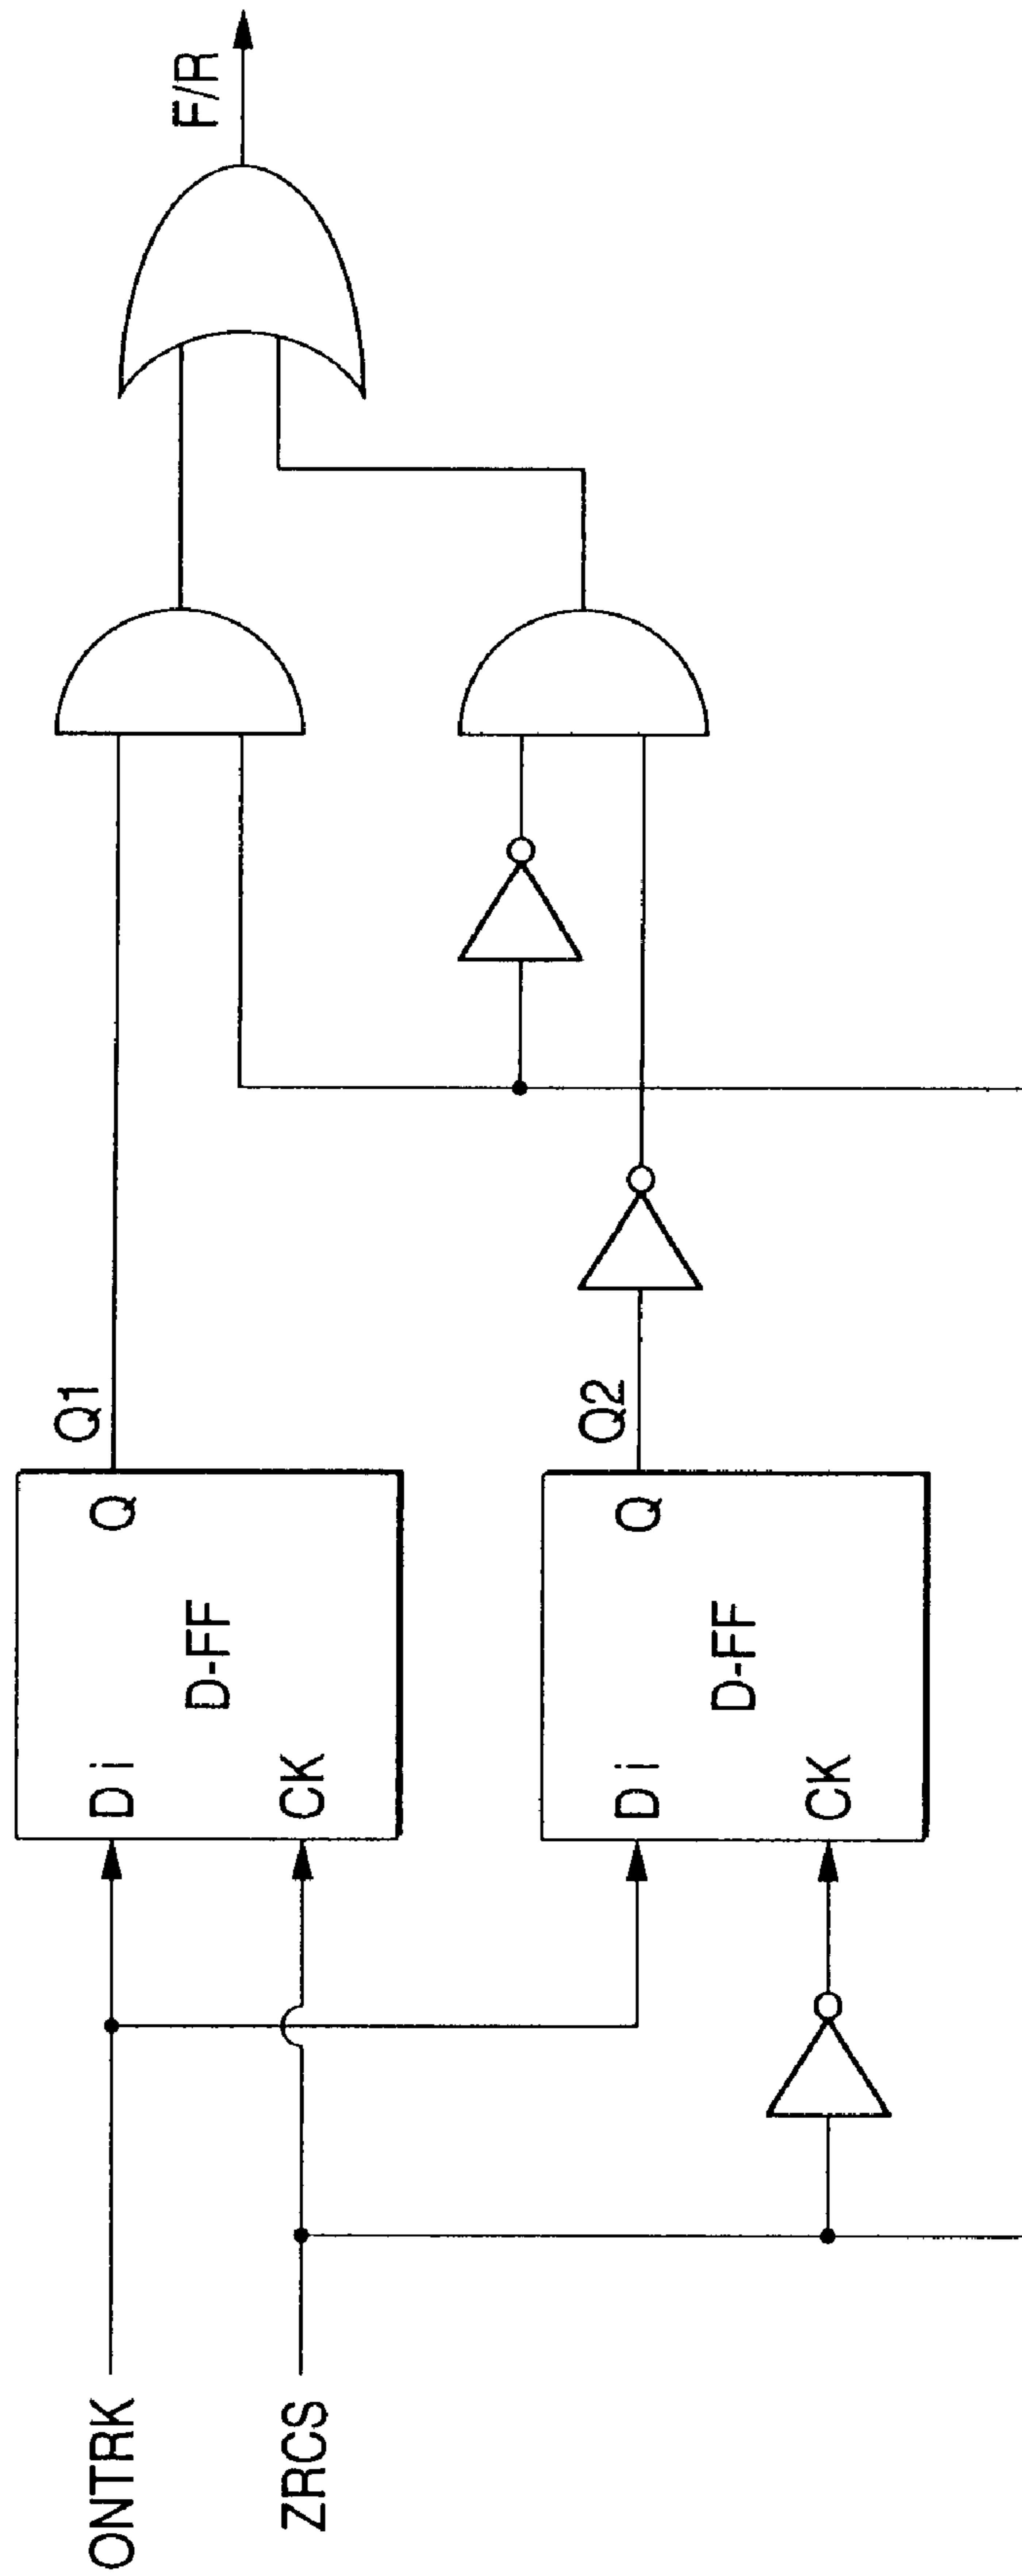 ONTRK
ZRCS
Di
CK
D-FF
Q
Q1
Di
CK
D-FF
Q
Q2
F/R